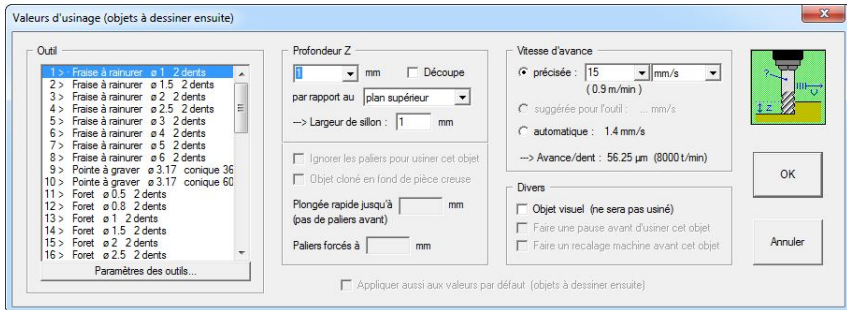 Valeurs d'usinage (objets à dessiner ensuite)
Outil
1 > Fraise à rainurer ø 1 2 dents
2 > Fraise à rainurer ø 1.5 2 dents
3 > Fraise à rainurer ø 2 2 dents
4 > Fraise à rainurer ø 2.5 2 dents
5 > Fraise à rainurer ø 3 2 dents
6 > Fraise à rainurer ø 4 2 dents
7 > Fraise à rainurer ø 5 2 dents
8 > Fraise à rainurer ø 6 2 dents
9 > Pointe à graver ø 3.17 conique 36
10 > Pointe à graver ø 3.17 conique 60
11 > Foret ø 0.5 2 dents
12 > Foret ø 0.8 2 dents
13 > Foret ø 1 2 dents
14 > Foret ø 1.5 2 dents
15 > Foret ø 2 2 dents
16 > Foret ø 2.5 2 dents
Paramètres des outils...
Profondeur Z
1 mm Découpe
par rapport au plan supérieur
---> Largeur de sillon : 1 mm
Ignorer les paliers pour usiner cet objet
Objet cloné en fond de pièce creuse
Plongée rapide jusqu'à mm
(pas de paliers avant)
Paliers forcés à mm
Vitesse d'avance
précisée : 15 mm/s
( 0.9 m/min )
suggérée pour l'outil : ... mm/s
automatique : 1.4 mm/s
---> Avance/dent : 56.25 µm (8000 t/min)
Divers
Objet visuel (ne sera pas usiné)
Faire une pause avant d'usiner cet objet
Faire un recalage machine avant cet objet
Appliquer aussi aux valeurs par défaut (objets à dessiner ensuite)
?
Z
V
OK
Annuler